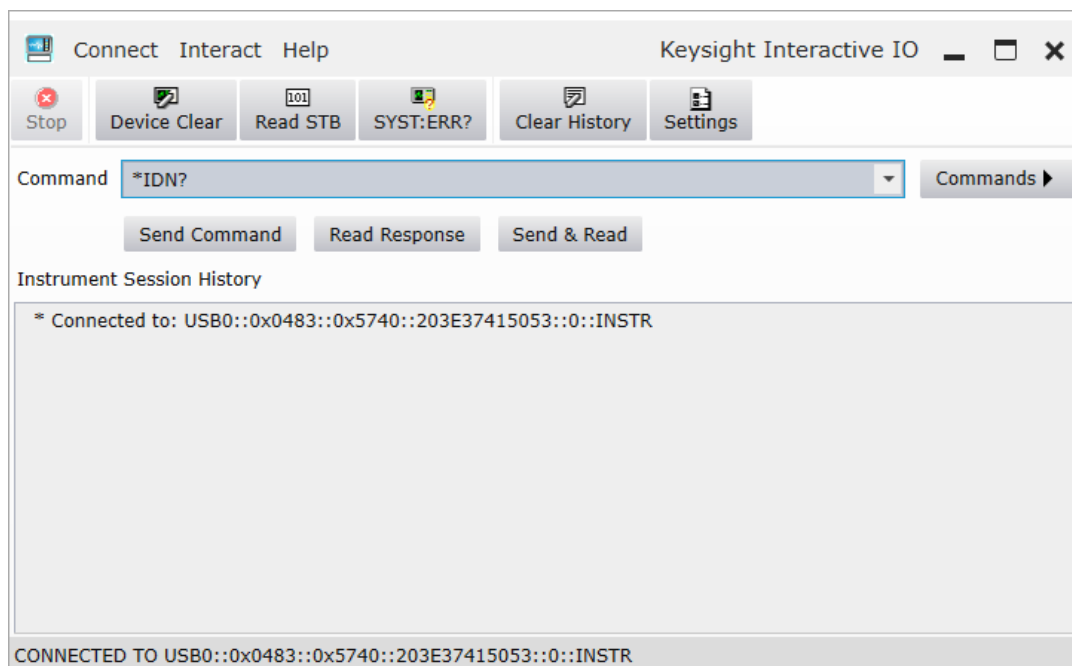 Connect Interact Help Keysight Interactive IO
Stop Device Clear 101 Read STB SYST:ERR? Clear History Settings
Command *IDN? Commands
Send Command Read Response Send & Read
Instrument Session History
* Connected to: USB0::0x0483::0x5740::203E37415053::0::INSTR
CONNECTED TO USB0::0x0483::0x5740::203E37415053::0::INSTR